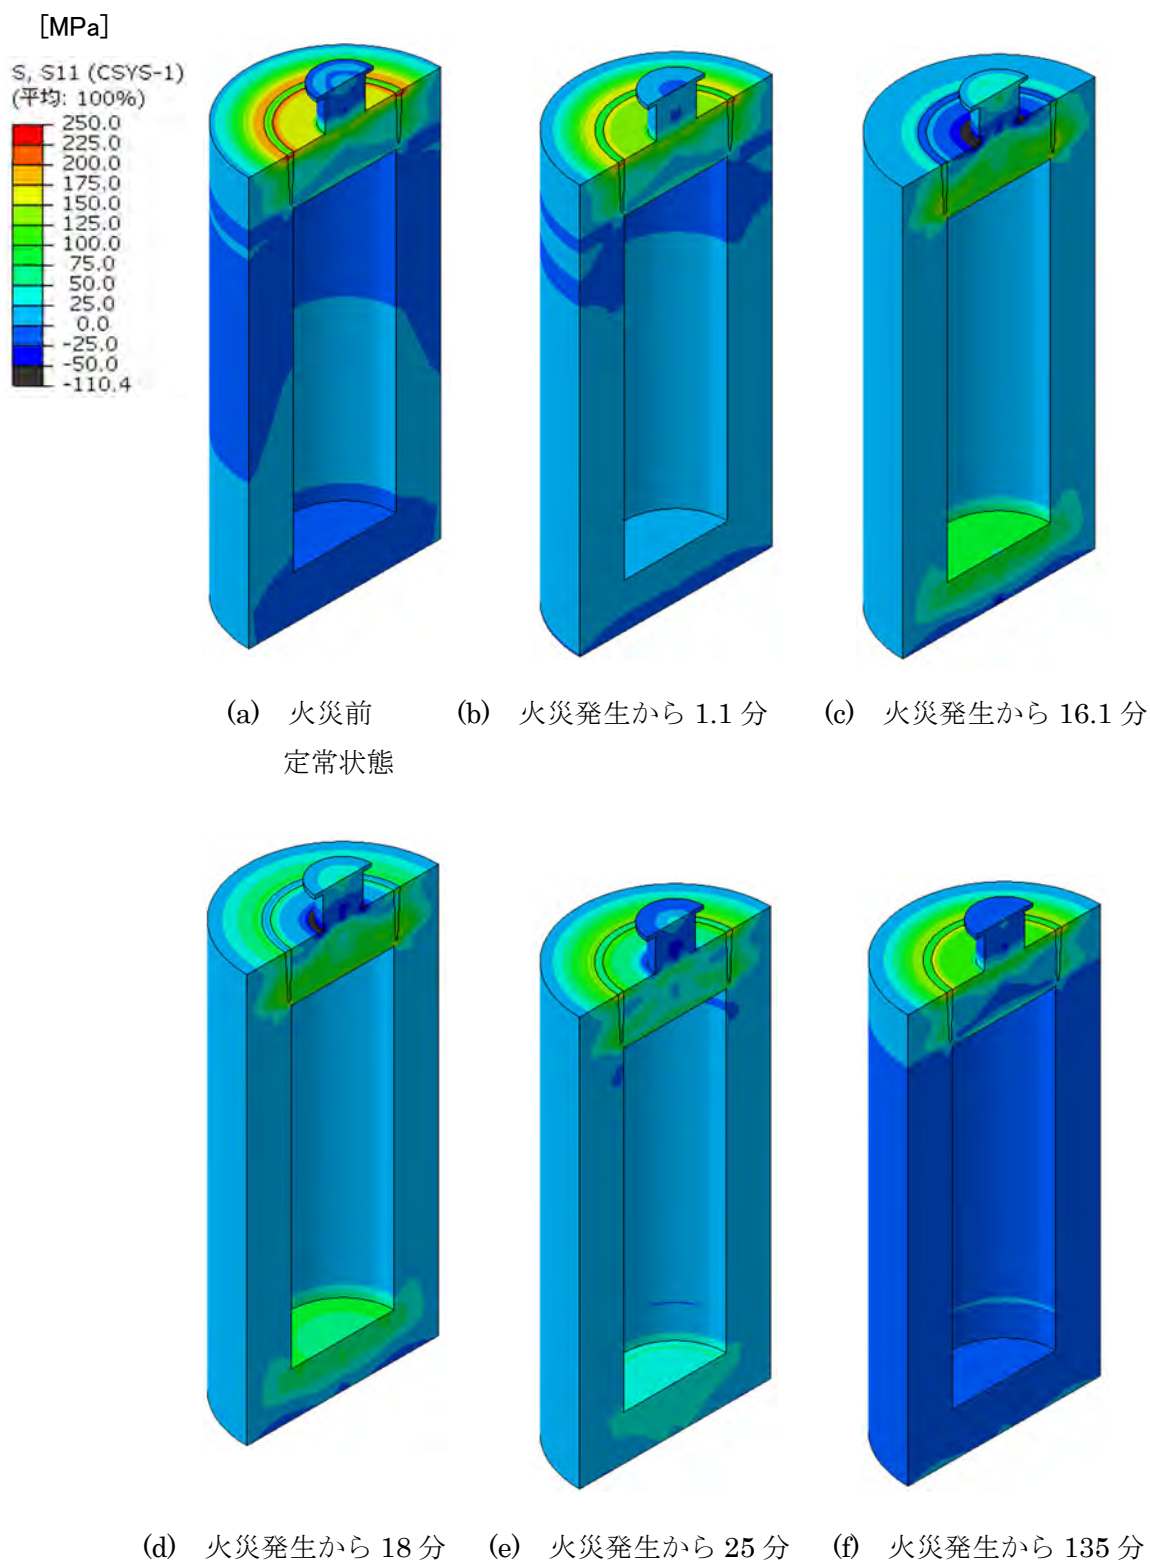 [MPa]
S, S11 (CSYS-1)
(平均: 100%)
250.0
225.0
200.0
175.0
150.0
125.0
100.0
75.0
50.0
25.0
0.0
-25.0
-50.0
-110.4
(a) 火災前
定常状態
(b) 火災発生から 1.1 分
(c) 火災発生から 16.1 分
(d) 火災発生から 18 分
(e) 火災発生から 25 分
(f) 火災発生から 135 分